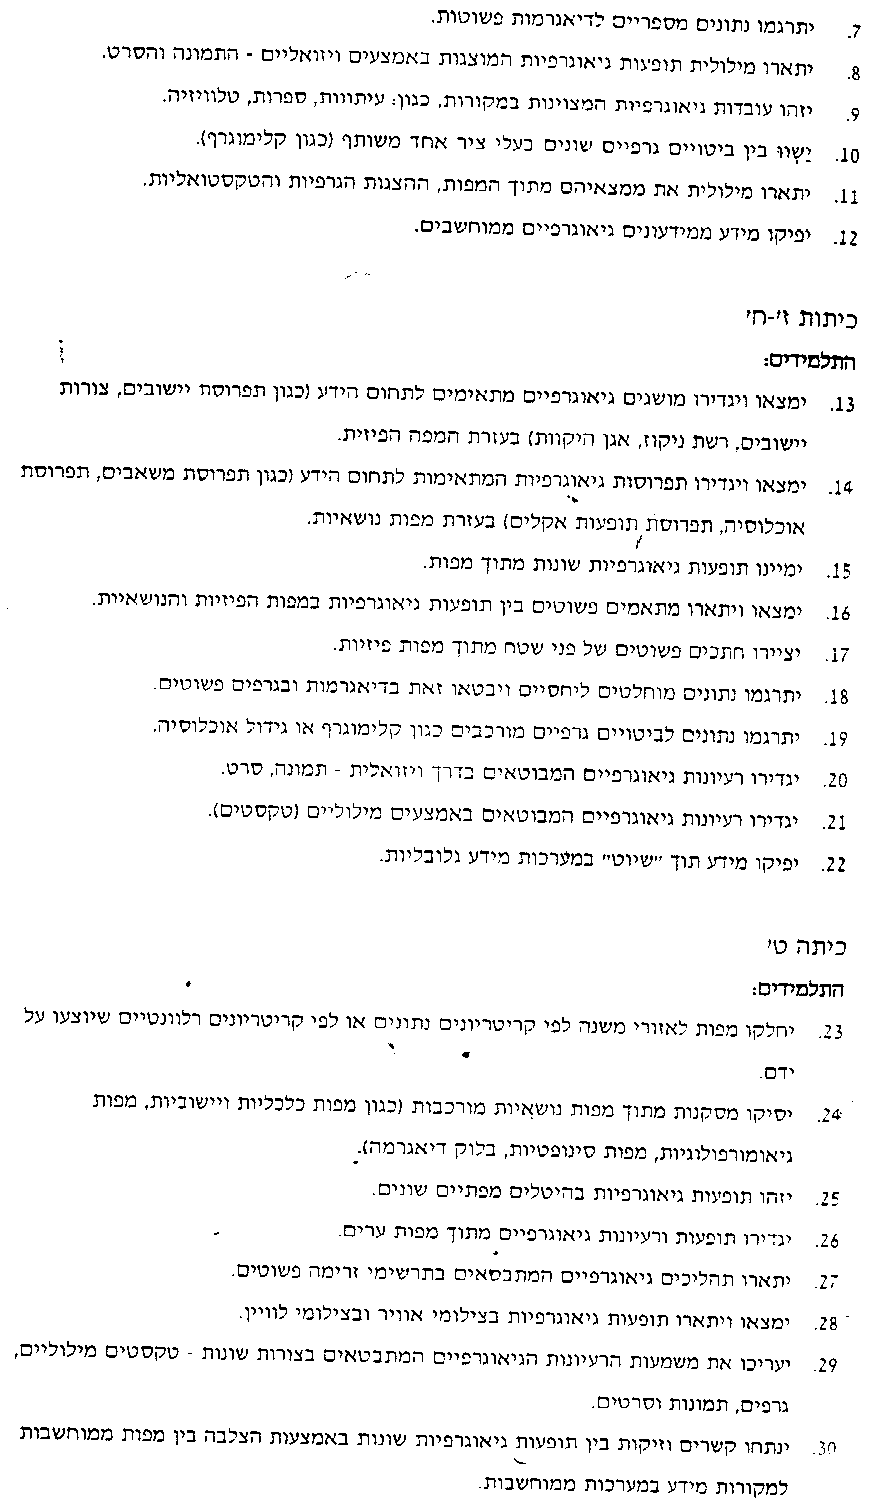 7. יתרגמו נתונים מספריים לדיאגרמות פשוטות.
8. יתארו מילולית תופעות גיאוגרפיות המוצגות באמצעים ויזואליים - התמונה והסרט.
9. יזהו עובדות גיאוגרפיות המצוינות במקורות, כגון: עיתונות, ספרות, טלוויזיה.
10. יַשְווּ בין ביטויים גרפיים שונים בעלי ציר אחד משותף (כגון קלימוגרף).
11. יתארו מילולית את ממצאיהם מתוך המפות, ההצגות הגרפיות והטקסטואליות.
12. יפיקו מידע ממידעונים גיאוגרפיים ממוחשבים.
כיתות ז'-ח'
התלמידים:
13. ימצאו ויגדירו מושגים גיאוגרפיים מתאימים לתחום הידע (כגון תפרוסת יישובים, צורות
יישובים, רשת ניקוז, אגן היקוות) בעזרת המפה הפיזית.
14. ימצאו ויגדירו תפרוסות גיאוגרפיות המתאימות לתחום הידע (כגון תפרוסת משאבים, תפרוסת
אוכלוסיה, תפרוסת תופעות אקלים) בעזרת מפות נושאיות.
15. ימיינו תופעות גיאוגרפיות שונות מתוך מפות.
16. ימצאו ויתארו מתאמים פשוטים בין תופעות גיאוגרפיות במפות הפיזיות והנושאיות.
17. יציירו חתכים פשוטים של פני שטח מתוך מפות פיזיות.
18. יתרגמו נתונים מוחלטים ליחסיים ויבטאו זאת בדיאגרמות ובגרפים פשוטים.
19. יתרגמו נתונים לביטויים גרפיים מורכבים כגון קלימוגרף או גידול אוכלוסיה.
20. יגדירו רעיונות גיאוגרפיים המבוטאים בדרך ויזואלית - תמונה, סרט.
21. יגדירו רעיונות גיאוגרפיים המבוטאים באמצעים מילוליים (טקסטים).
22. יפיקו מידע תוך "שיוט" במערכות מידע גלובליות.
כיתה ט'
התלמידים:
23. יחלקו מפות לאזורי משנה לפי קריטריונים נתונים או לפי קריטריונים רלוונטיים שיוצעו על
ידם.
24. יסיקו מסקנות מתוך מפות נושאיות מורכבות (כגון מפות כלכליות ויישוביות, מפות
גיאומורפולוגיות, מפות סינופטיות, בלוק דיאגרמה).
25. יזהו תופעות גיאוגרפיות בהיטלים מפתיים שונים.
26. יגדירו תופעות ורעיונות גיאוגרפיים מתוך מפות ערים.
27. יתארו תהליכים גיאוגרפיים המתבטאים בתרשימי זרימה פשוטים.
28. ימצאו ויתארו תופעות גיאוגרפיות בצילומי אוויר ובצילומי לוויין.
29. יעריכו את משמעות הרעיונות הגיאוגרפיים המתבטאים בצורות שונות - טקסטים מילוליים,
גרפים, תמונות וסרטים.
30. ינתחו קשרים וזיקות בין תופעות גיאוגרפיות שונות באמצעות הצלבה בין מפות ממוחשבות
למקורות מידע במערכות ממוחשבות.